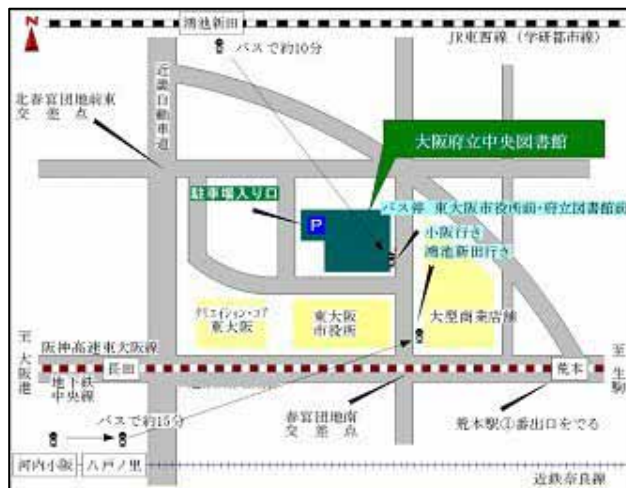 N
鴻池新田
JR東西線（学研都市線）
バスで約10分
近畿自動車道
北春宮団地前東
交差点
大阪府立中央図書館
駐車場入り口
P
バス停 東大阪市役所前・府立図書館前
小阪行き
鴻池新田行き
クリエイション・コア
東大阪
東大阪
市役所
大型商業店舗
至大阪港
阪神高速東大阪線
長田
荒本
至生駒
地下鉄
中央線
バスで約15分
春宮団地南
交差点
荒本駅①番出口をでる
河内小阪
八戸ノ里
近鉄奈良線